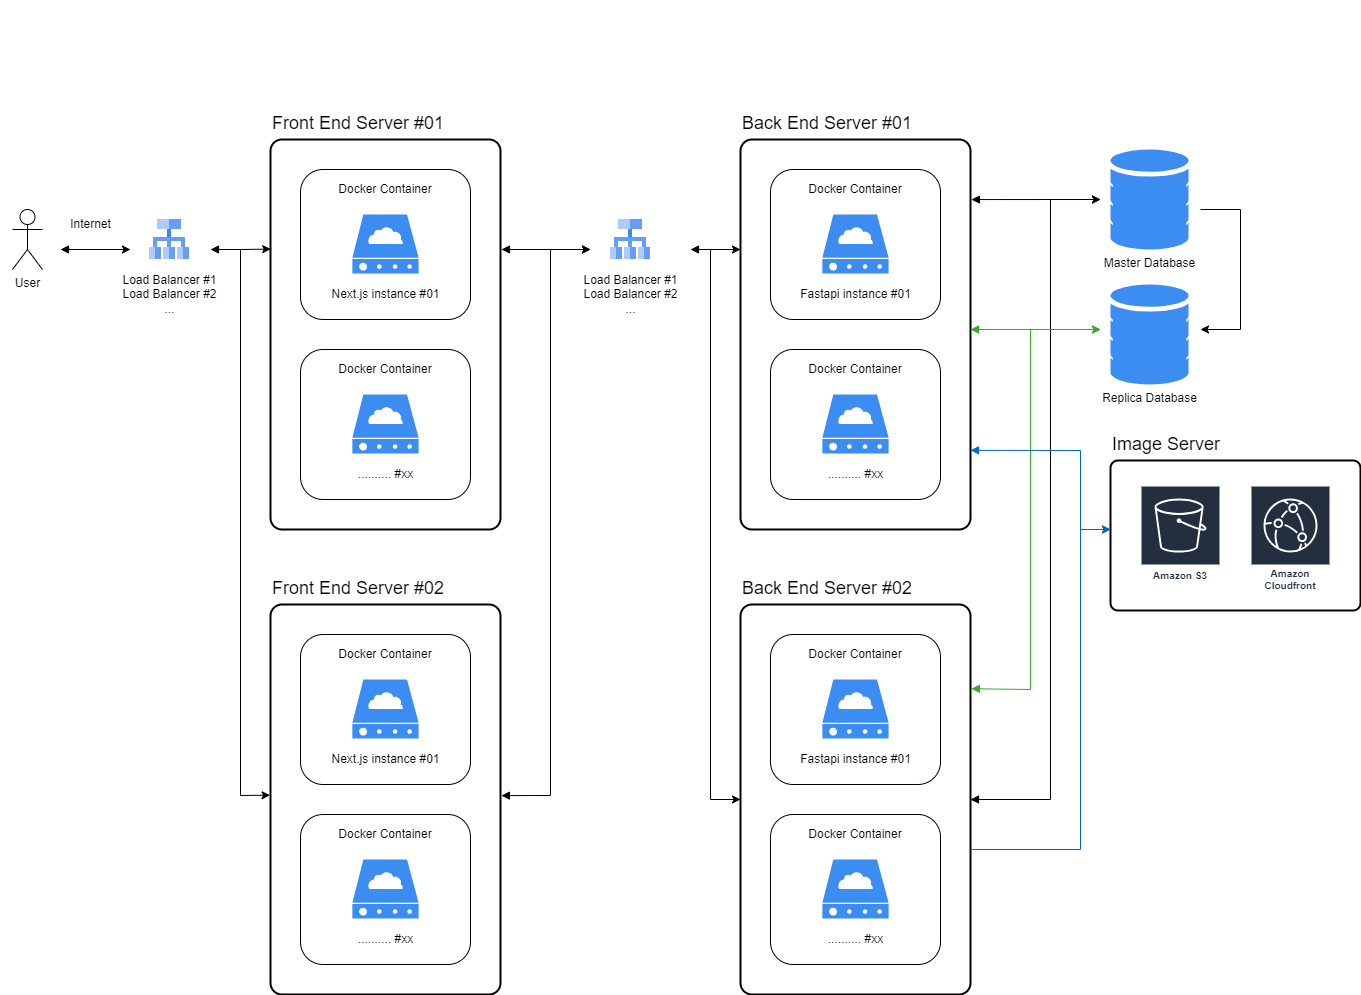 Front End Server #01
Back End Server #01
Docker Container
Docker Container
Internet
User
Load Balancer #1
Load Balancer #2
...
Next.js instance #01
Load Balancer #1
Load Balancer #2
...
Fastapi instance #01
Master Database
Docker Container
Docker Container
Replica Database
.......... #xx
.......... #xx
Image Server
Amazon S3
Amazon
Cloudfront
Front End Server #02
Back End Server #02
Docker Container
Docker Container
Next.js instance #01
Fastapi instance #01
Docker Container
Docker Container
.......... #xx
.......... #xx